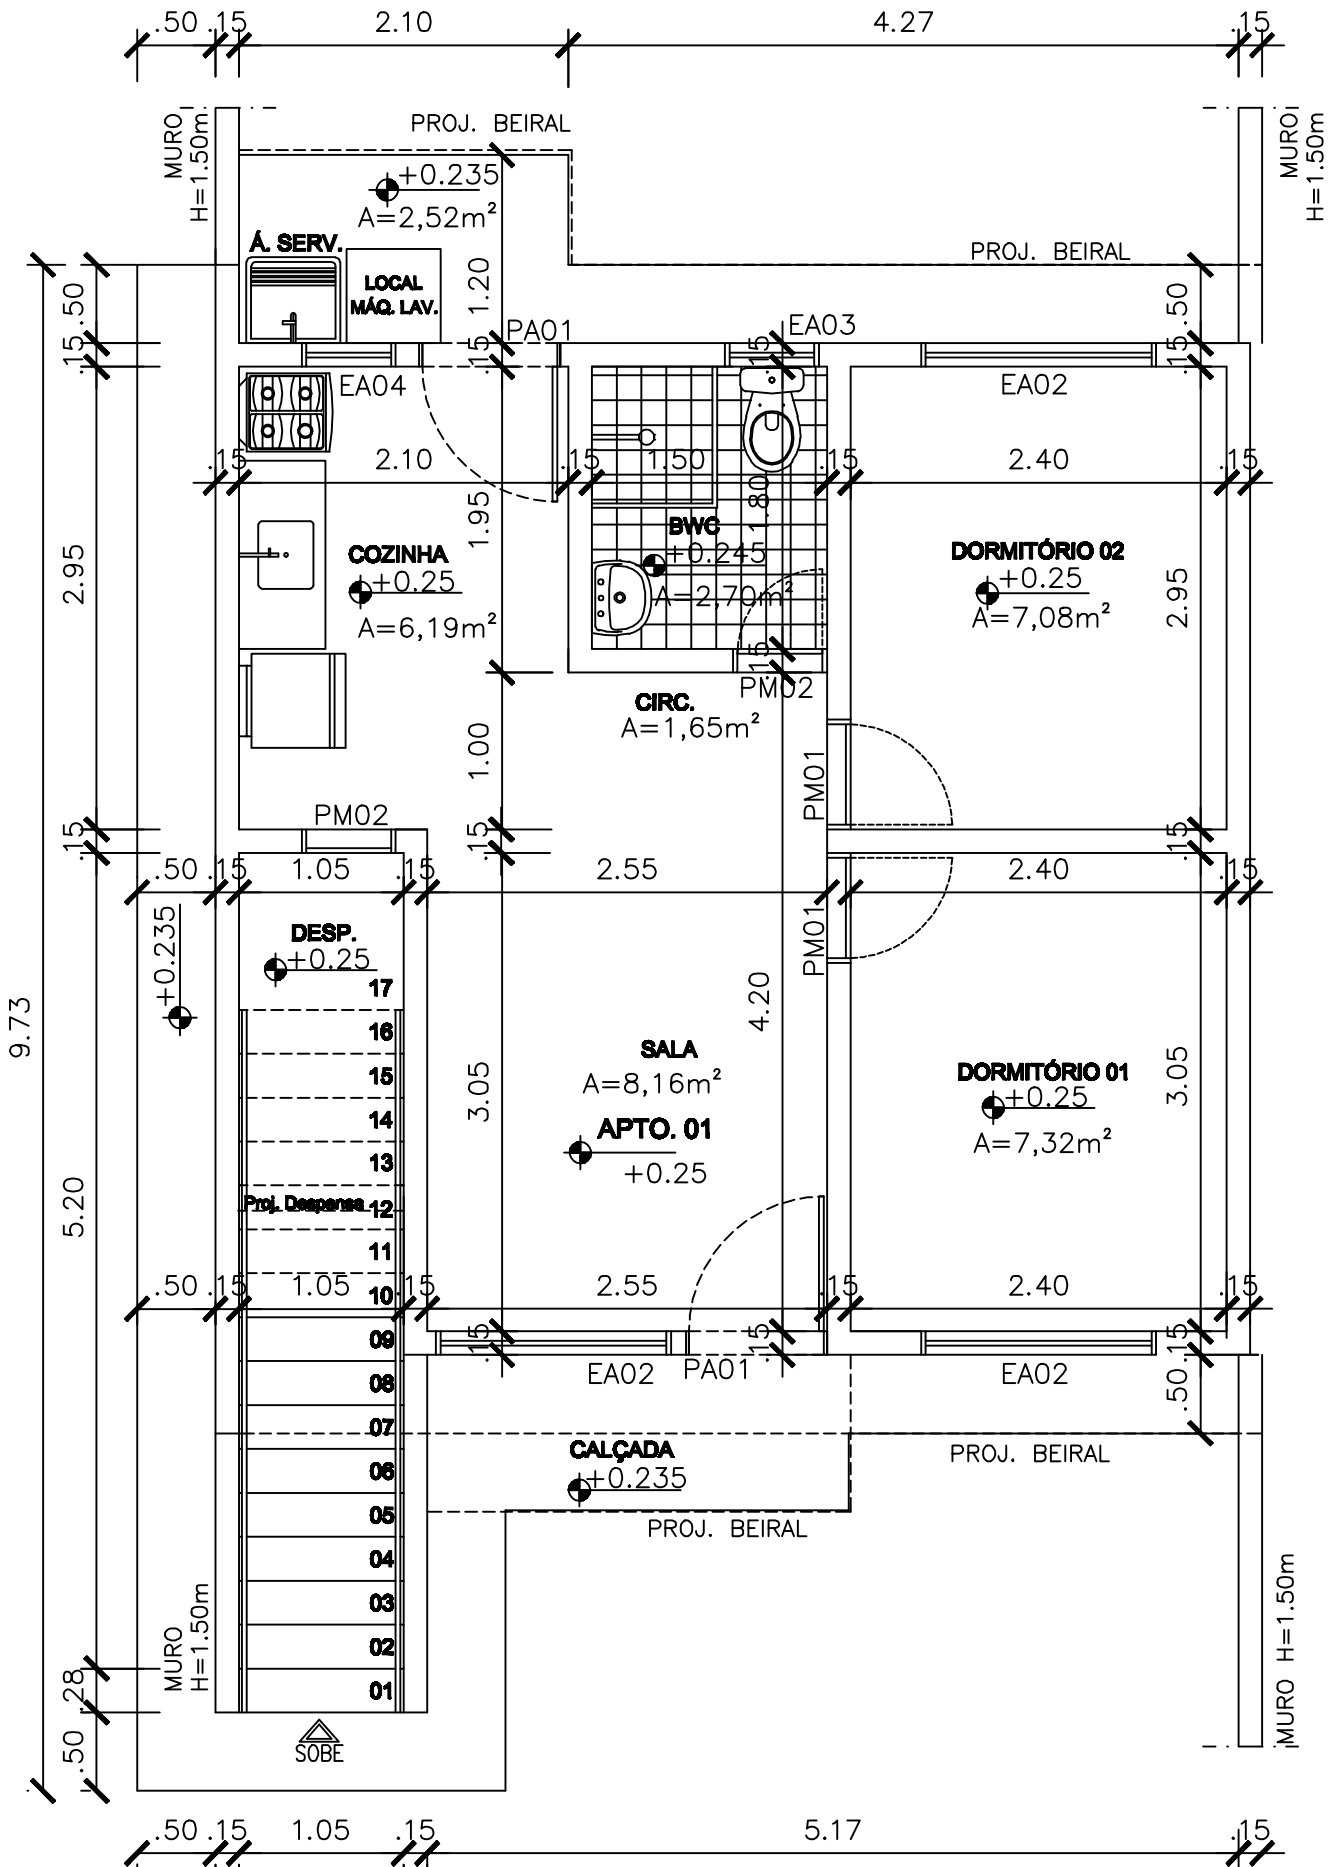 .50 .15 2.10 4.27 .15
MURO
H=1.50m
PROJ. BEIRAL
MURO
H=1.50m
+0.235
A=2,52m²
Á. SERV.
LOCAL
MÁQ. LAV.
1.20
PROJ. BEIRAL
.50
.50
.15
PA01
.15
EA03
.15
.15
EA04
EA02
.15 2.10 .15 1.50 .15 2.40 .15
1.95
1.80
BWC
+0.245
A=2,70m²
COZINHA
+0.25
A=6,19m²
DORMITÓRIO 02
+0.25
A=7,08m²
2.95
2.95
.15
PM02
CIRC.
A=1,65m²
1.00
PM01
PM02
.15
.15
.15
.50 .15 1.05 .15 2.55 .15 2.40 .15
+0.235
DESP.
+0.25
PM01
17
16
15
14
13
Proj. Despensa 12
11
10
9.73
4.20
SALA
A=8,16m²
APTO. 01
+0.25
3.05
DORMITÓRIO 01
+0.25
A=7,32m²
3.05
5.20
.50 .15 1.05 .15 2.55 .15 2.40 .15
09
08
07
06
05
04
03
02
01
.15
.15
.15
EA02
PA01
EA02
.50
CALÇADA
+0.235
PROJ. BEIRAL
PROJ. BEIRAL
MURO
H=1.50m
MURO H=1.50m
.28
.50
SOBE
.50 .15 1.05 .15 5.17 .15